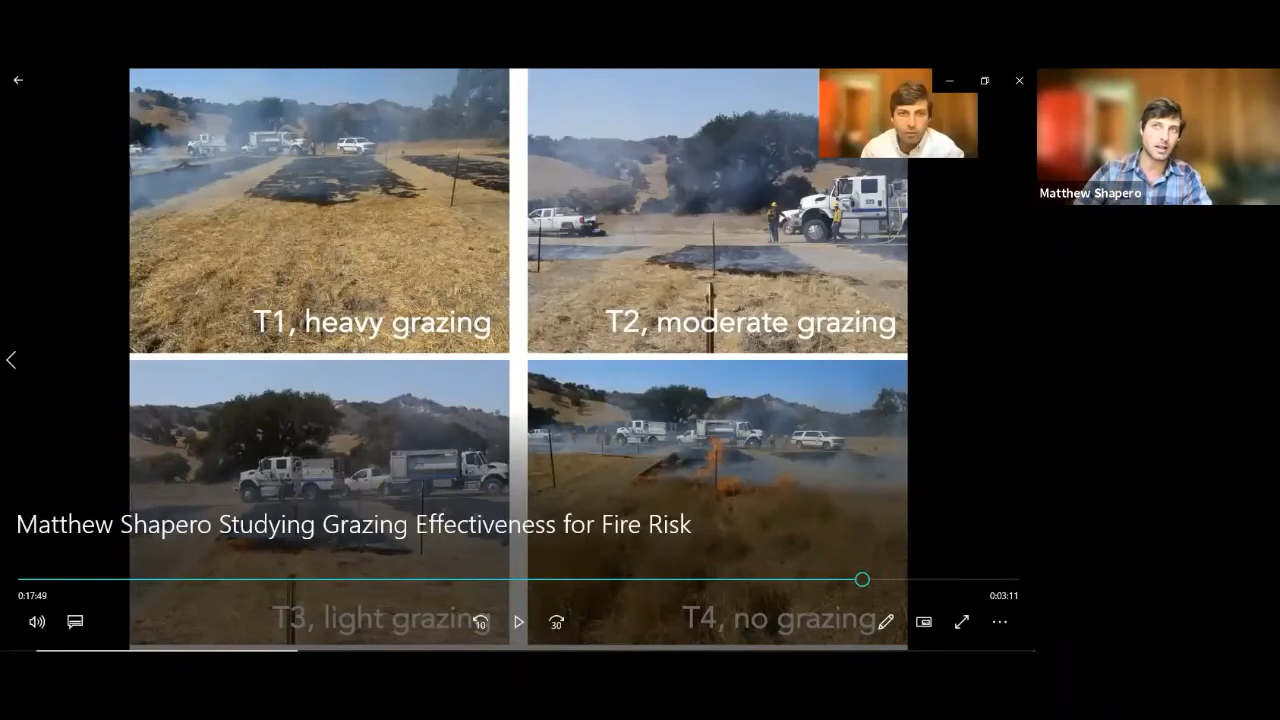 Matthew Shapero
T1, heavy grazing
T2, moderate grazing
323
Matthew Shapero Studying Grazing Effectiveness for Fire Risk
0:17:49
0:03:11
T3, light grazing
T4, no grazing
10
30